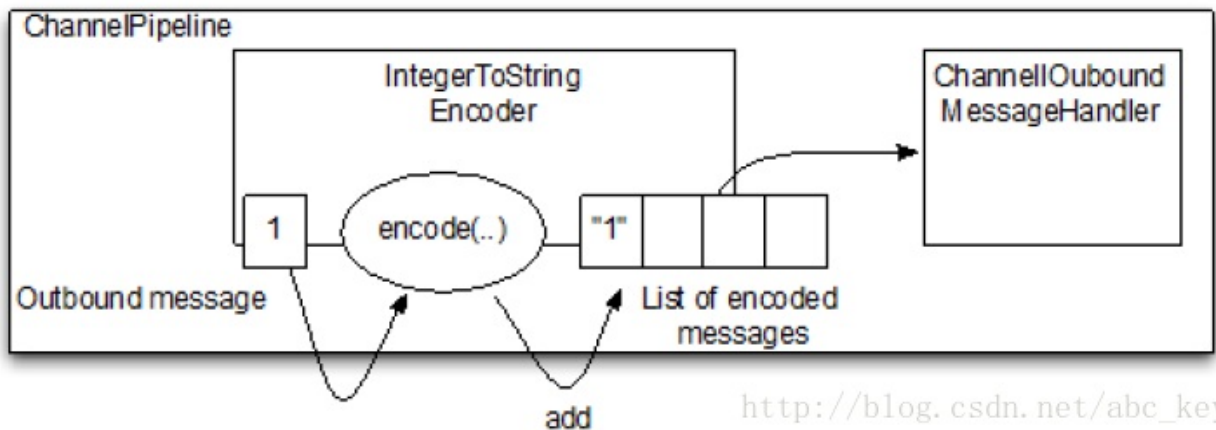 ChannelPipeline
IntegerToString
Encoder
ChannellOubound
MessageHandler
1
encode(..)
"1"
Outbound message
List of encoded
messages
add
http://blog.csdn.net/abc_key